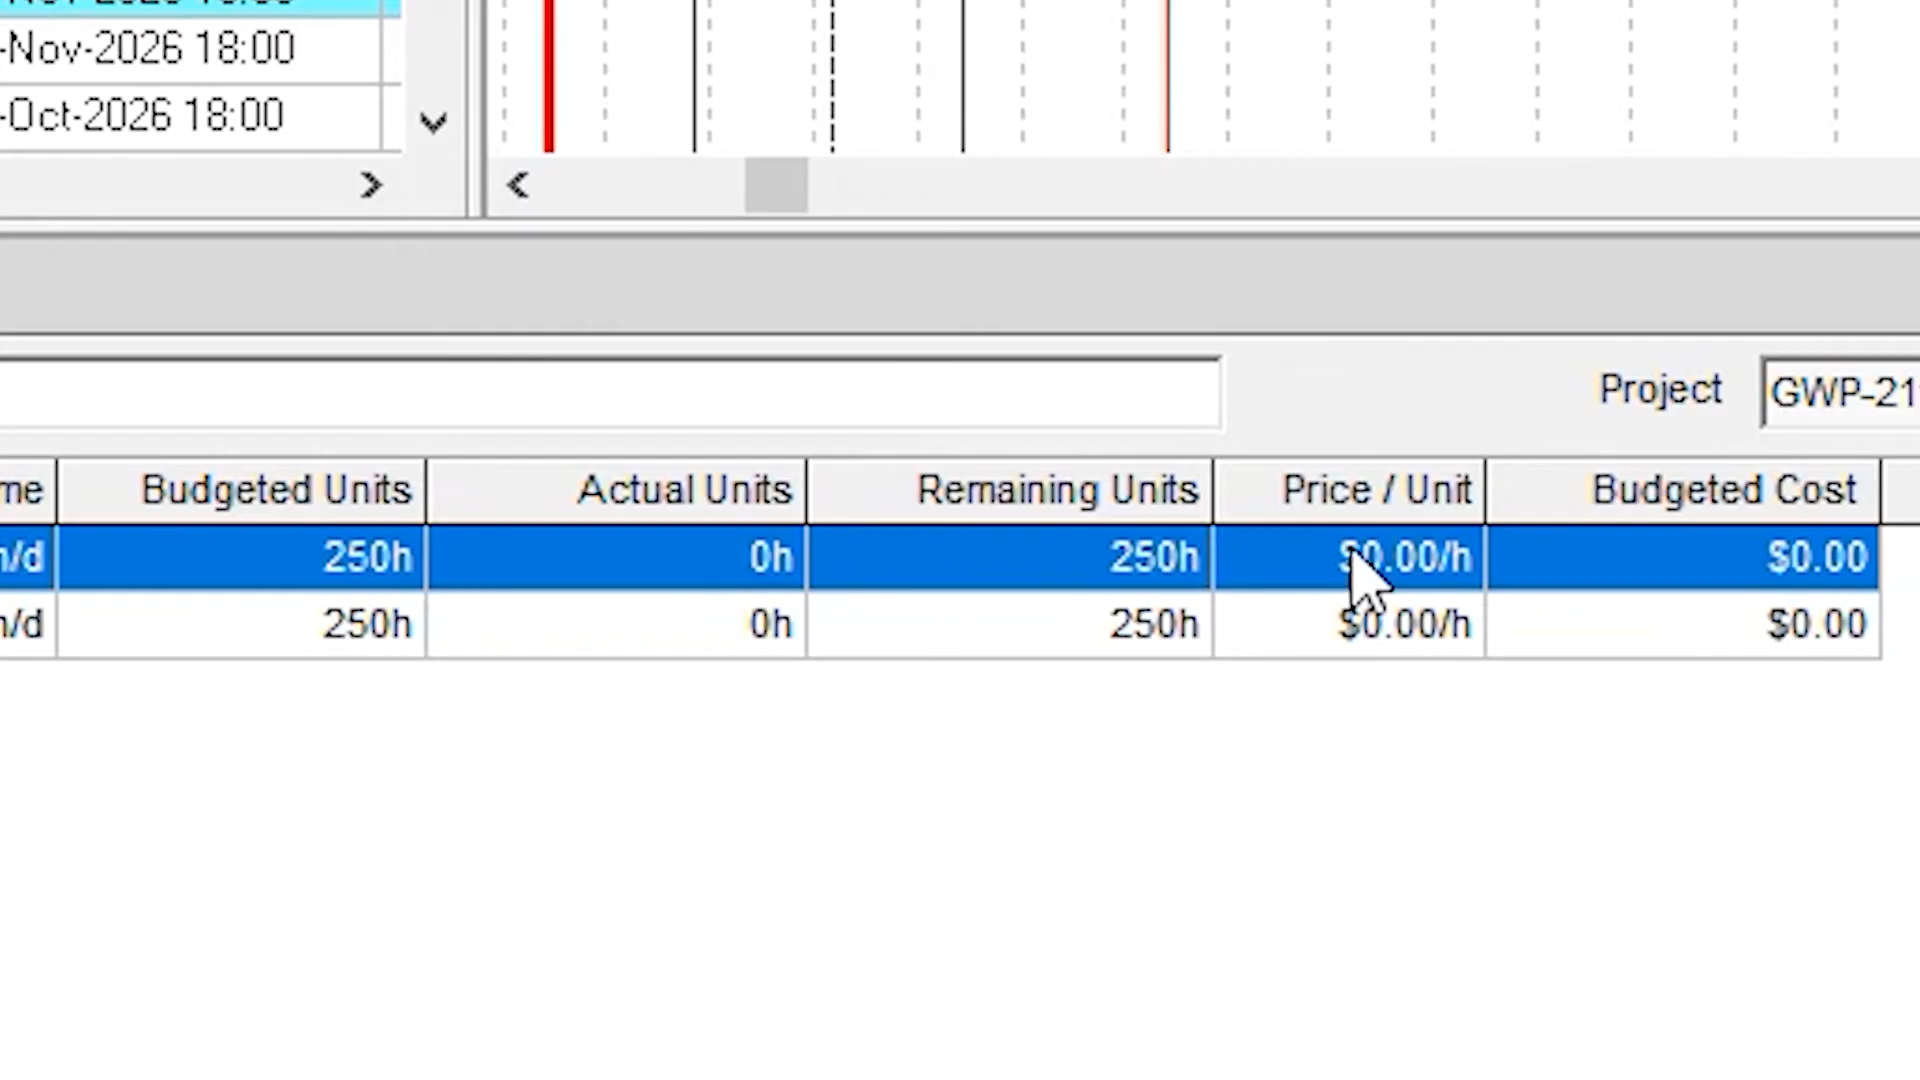 -Nov-2026 18:00
-Oct-2026 18:00
Project GWP-21
me Budgeted Units Actual Units Remaining Units Price / Unit Budgeted Cost
/d 250h 0h 250h $0.00/h $0.00
/d 250h 0h 250h $0.00/h $0.00